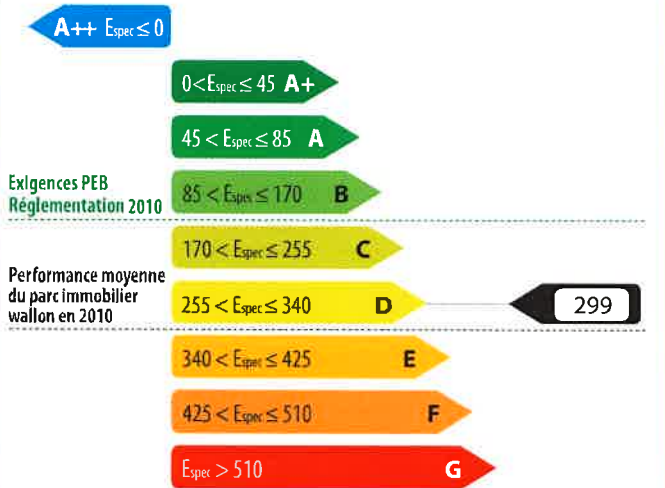 A++ Espec ≤ 0
0 < Espec ≤ 45 A+
45 < Espec ≤ 85 A
Exigences PEB
Réglementation 2010
85 < Espec ≤ 170 B
170 < Espec ≤ 255 C
Performance moyenne
du parc immobilier
wallon en 2010
255 < Espec ≤ 340 D
299
340 < Espec ≤ 425 E
425 < Espec ≤ 510 F
Espec > 510 G